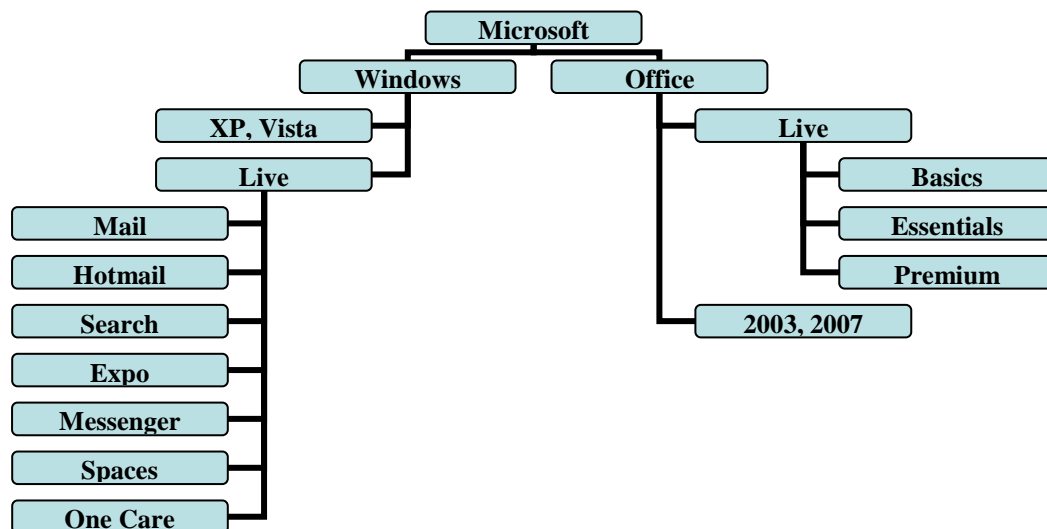 Microsoft
Windows
Office
XP, Vista
Live
Live
Basics
Mail
Essentials
Hotmail
Premium
Search
2003, 2007
Expo
Messenger
Spaces
One Care